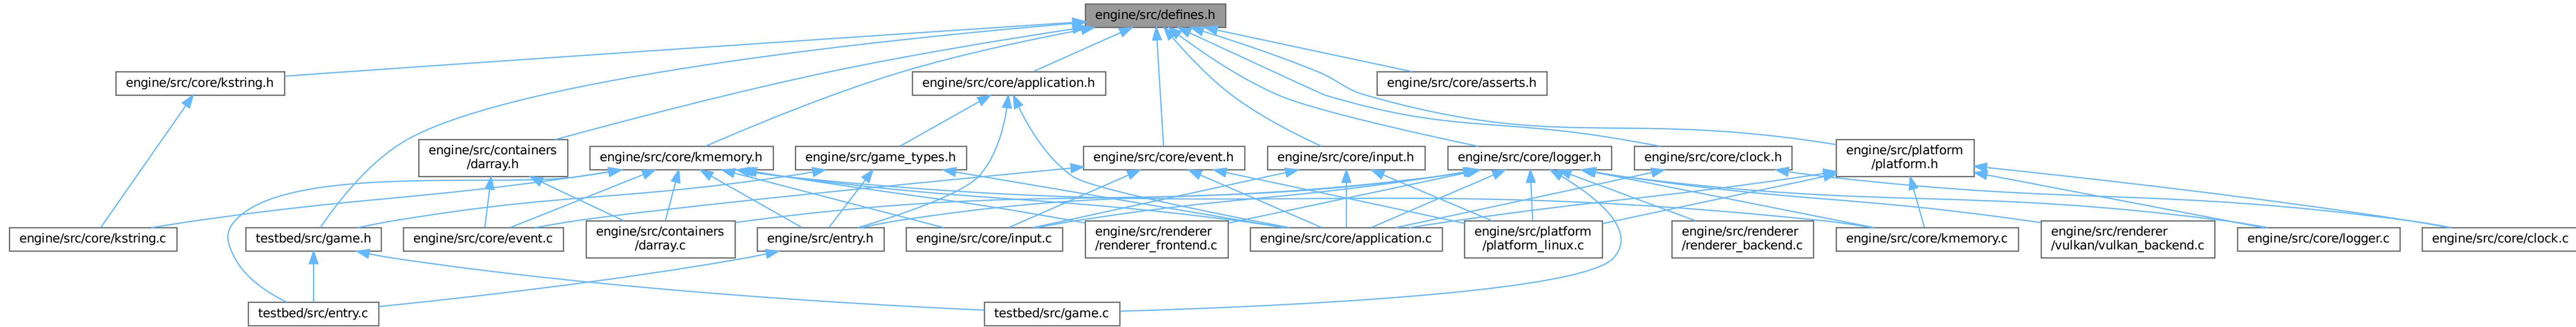 engine/src/defines.h
engine/src/core/kstring.h
engine/src/core/application.h
engine/src/core/asserts.h
engine/src/containers
/darray.h
engine/src/core/kmemory.h
engine/src/game_types.h
engine/src/core/event.h
engine/src/core/input.h
engine/src/core/logger.h
engine/src/core/clock.h
engine/src/platform
/platform.h
engine/src/core/kstring.c
testbed/src/game.h
engine/src/core/event.c
engine/src/containers
/darray.c
engine/src/entry.h
engine/src/core/input.c
engine/src/renderer
/renderer_frontend.c
engine/src/core/application.c
engine/src/platform
/platform_linux.c
engine/src/renderer
/renderer_backend.c
engine/src/core/kmemory.c
engine/src/renderer
/vulkan/vulkan_backend.c
engine/src/core/logger.c
engine/src/core/clock.c
testbed/src/entry.c
testbed/src/game.c